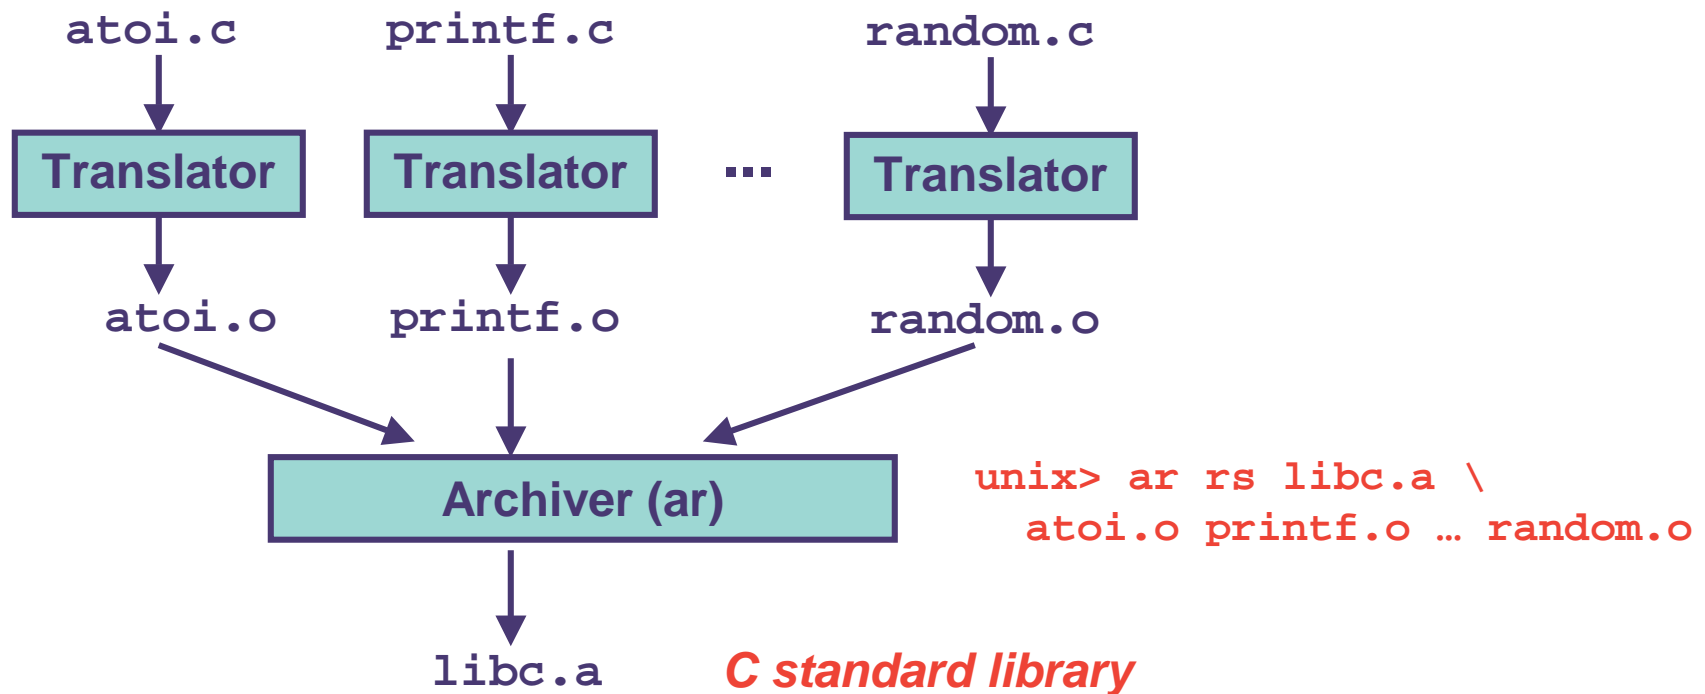 atoi.c printf.c random.c
Translator Translator ... Translator
atoi.o printf.o random.o
Archiver (ar)
unix> ar rs libc.a \
atoi.o printf.o … random.o
libc.a C standard library